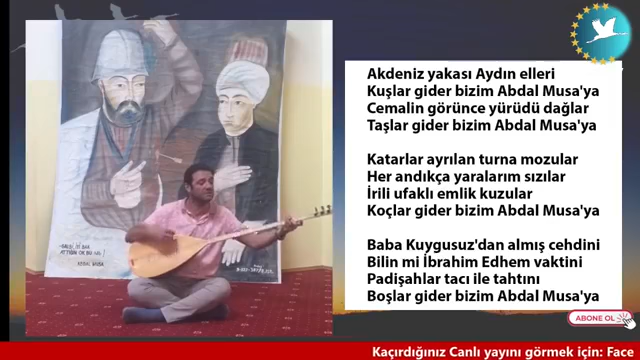 Akdeniz yakası Aydın elleri
Kuşlar gider bizim Abdal Musa'ya
Cemalin görünce yürüdü dağlar
Taşlar gider bizim Abdal Musa'ya
Katarlar ayrılan turna mozular
Her andıkça yaralarım sızılar
İrili ufaklı emlik kuzular
Koçlar gider bizim Abdal Musa'ya
Baba Kuygusuz'dan almış cehdini
Bilin mi İbrahim Edhem vaktini
Padişahlar tacı ile tahtını
Boşlar gider bizim Abdal Musa'ya
ABDAL MUSA
ABONE OL
Kaçırdığınız Canlı yayını görmek için: Face